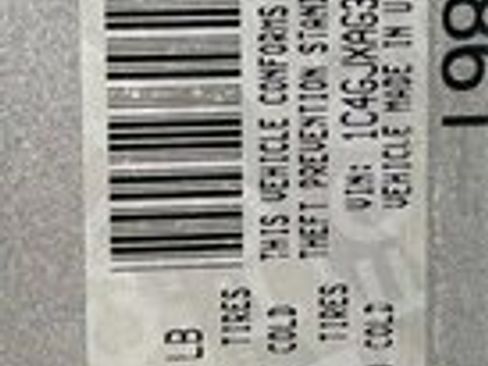 THIS VEHICLE CONFORMS
THEFT PREVENTION STAN
VIN: 1C4GJXAG3
VEHICLE MADE IN U
LB
TIRES
COLD
TIRES
COLD